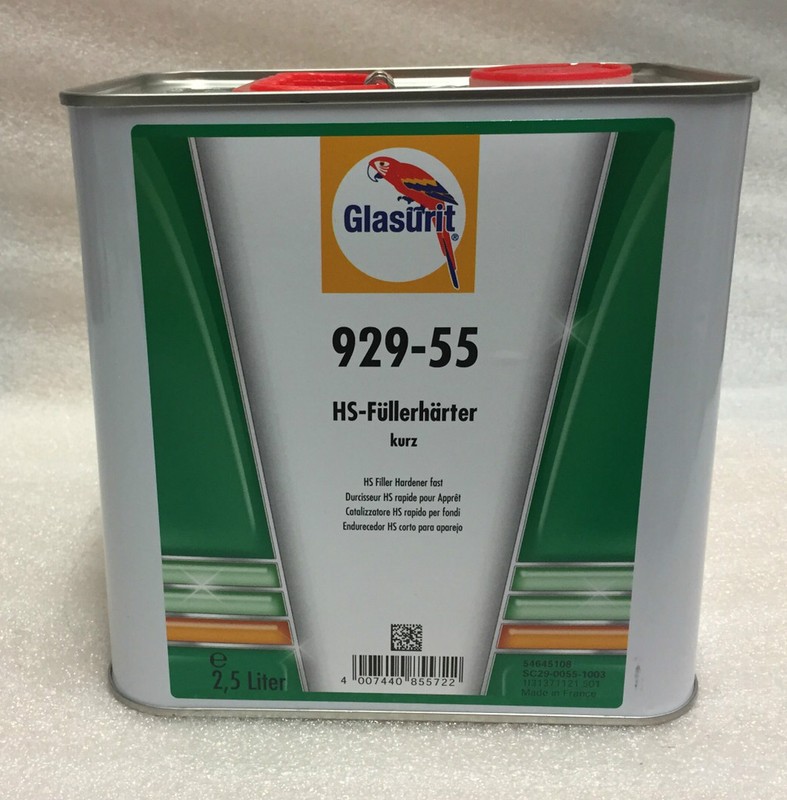 Glasurit®
929-55
HS-Füllerhärter
kurz
HS Filler Hardener fast
Durcisseur HS rapide pour Apprêt
Catalizzatore HS rapido per fondi
Endurecedor HS corto para aparejo
e
2,5 Liter
4 007440 855722
54645108
SC29-0055-1003
Made in France